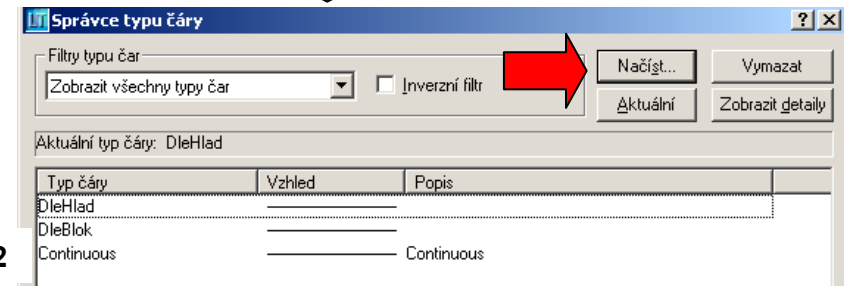 LT Správce typu čáry ? ×
Filtry typu čar
Zobrazit všechny typy čar
Inverzní filtr
Načíst... Vymazat
Aktuální Zobrazit detaily
Aktuální typ čáry: DleHlad
Typ čáry Vzhled Popis
DleHlad
DleBlok
Continuous Continuous
2